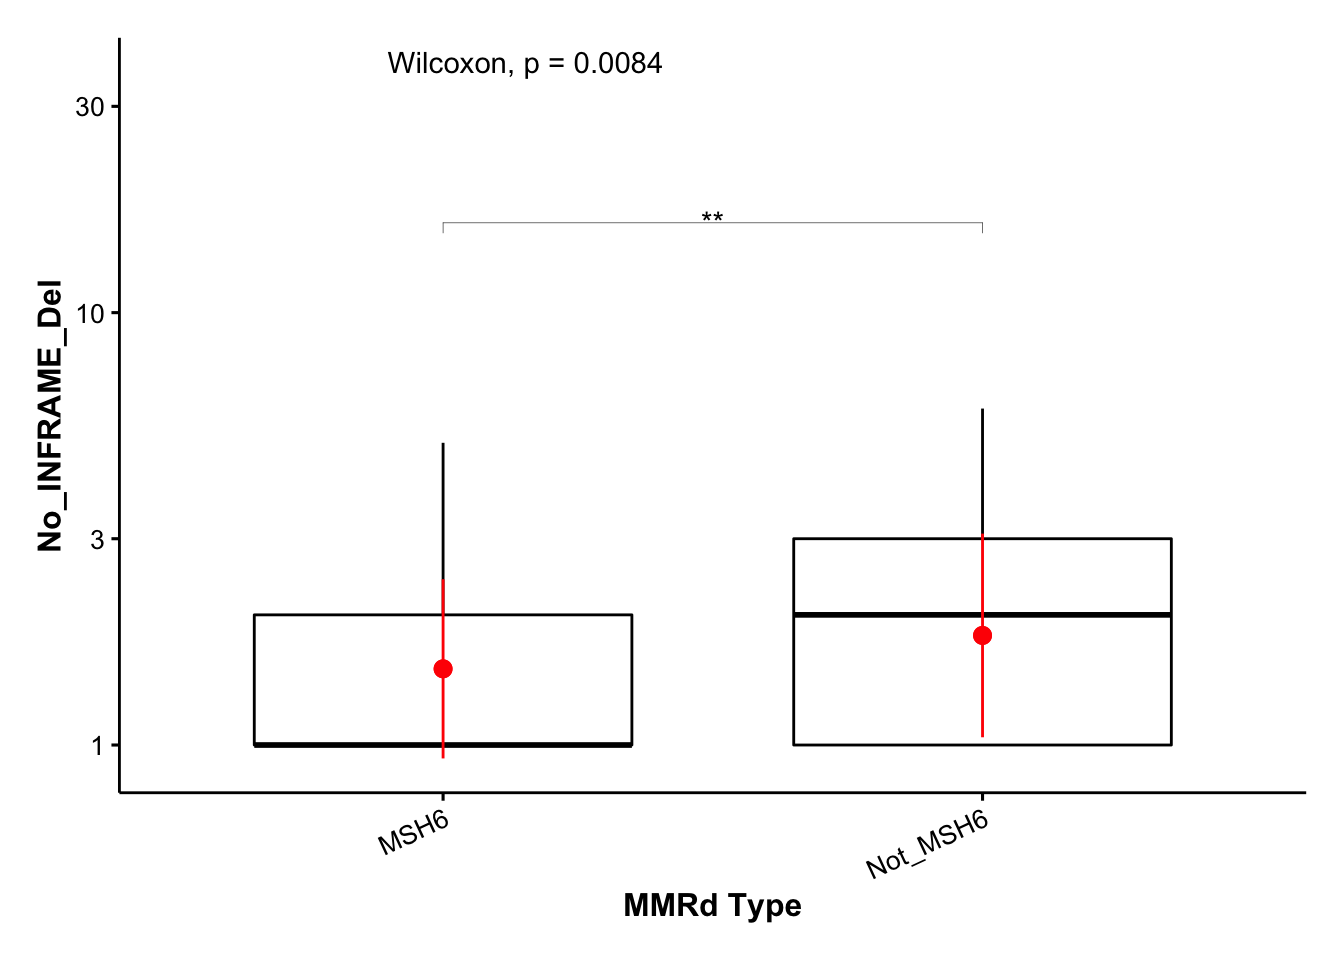 Wilcoxon, p = 0.0084
30
**
10
3
1
No_INFRAME_Del
MSH6
Not_MSH6
MMRd Type